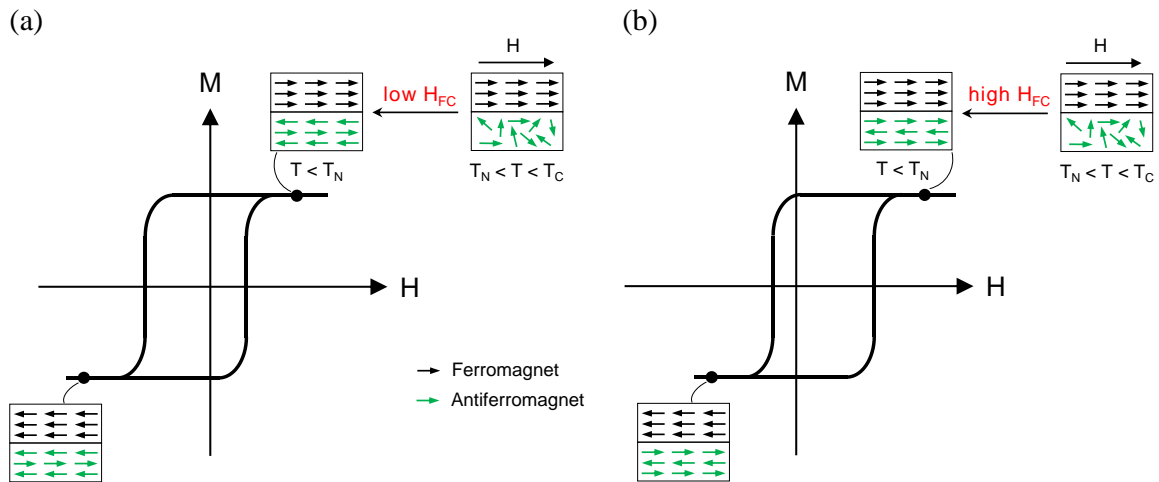 (a)
H
M
low H_FC
T < T_N
T_N < T < T_C
H
Ferromagnet
Antiferromagnet
(b)
H
M
high H_FC
T < T_N
T_N < T < T_C
H